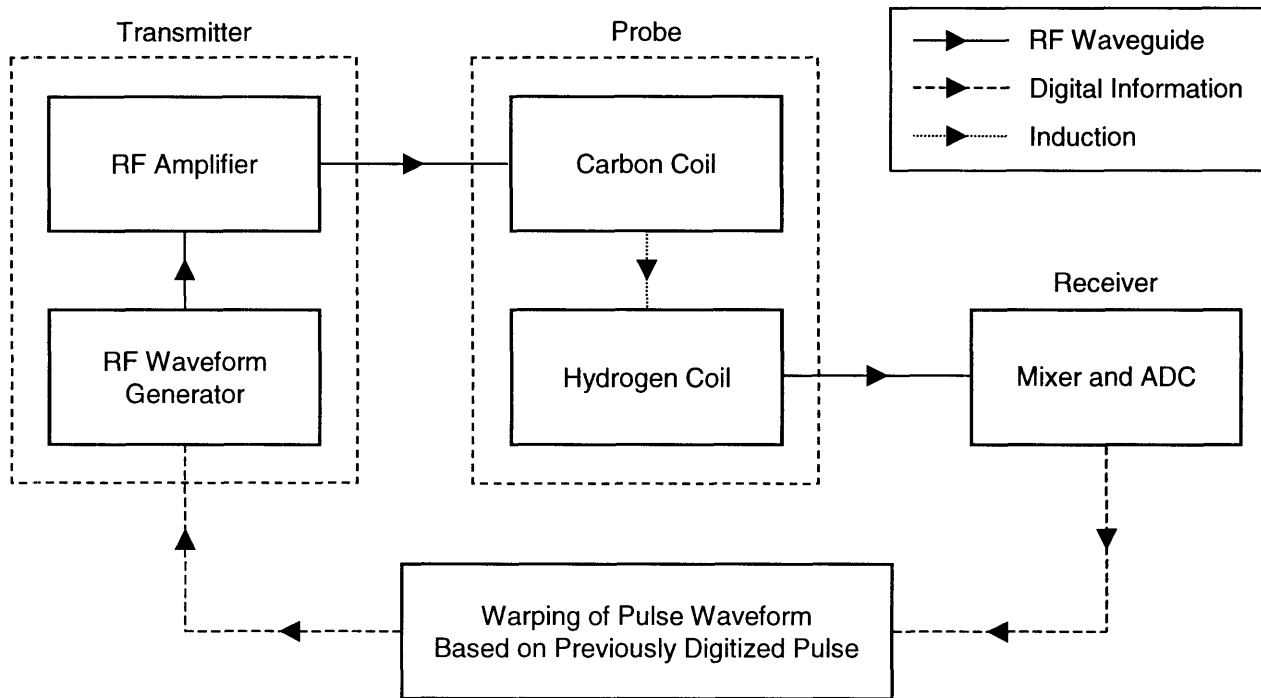 Transmitter
Probe
RF Waveguide
Digital Information
Induction
RF Amplifier
Carbon Coil
Receiver
RF Waveform
Generator
Hydrogen Coil
Mixer and ADC
Warping of Pulse Waveform
Based on Previously Digitized Pulse